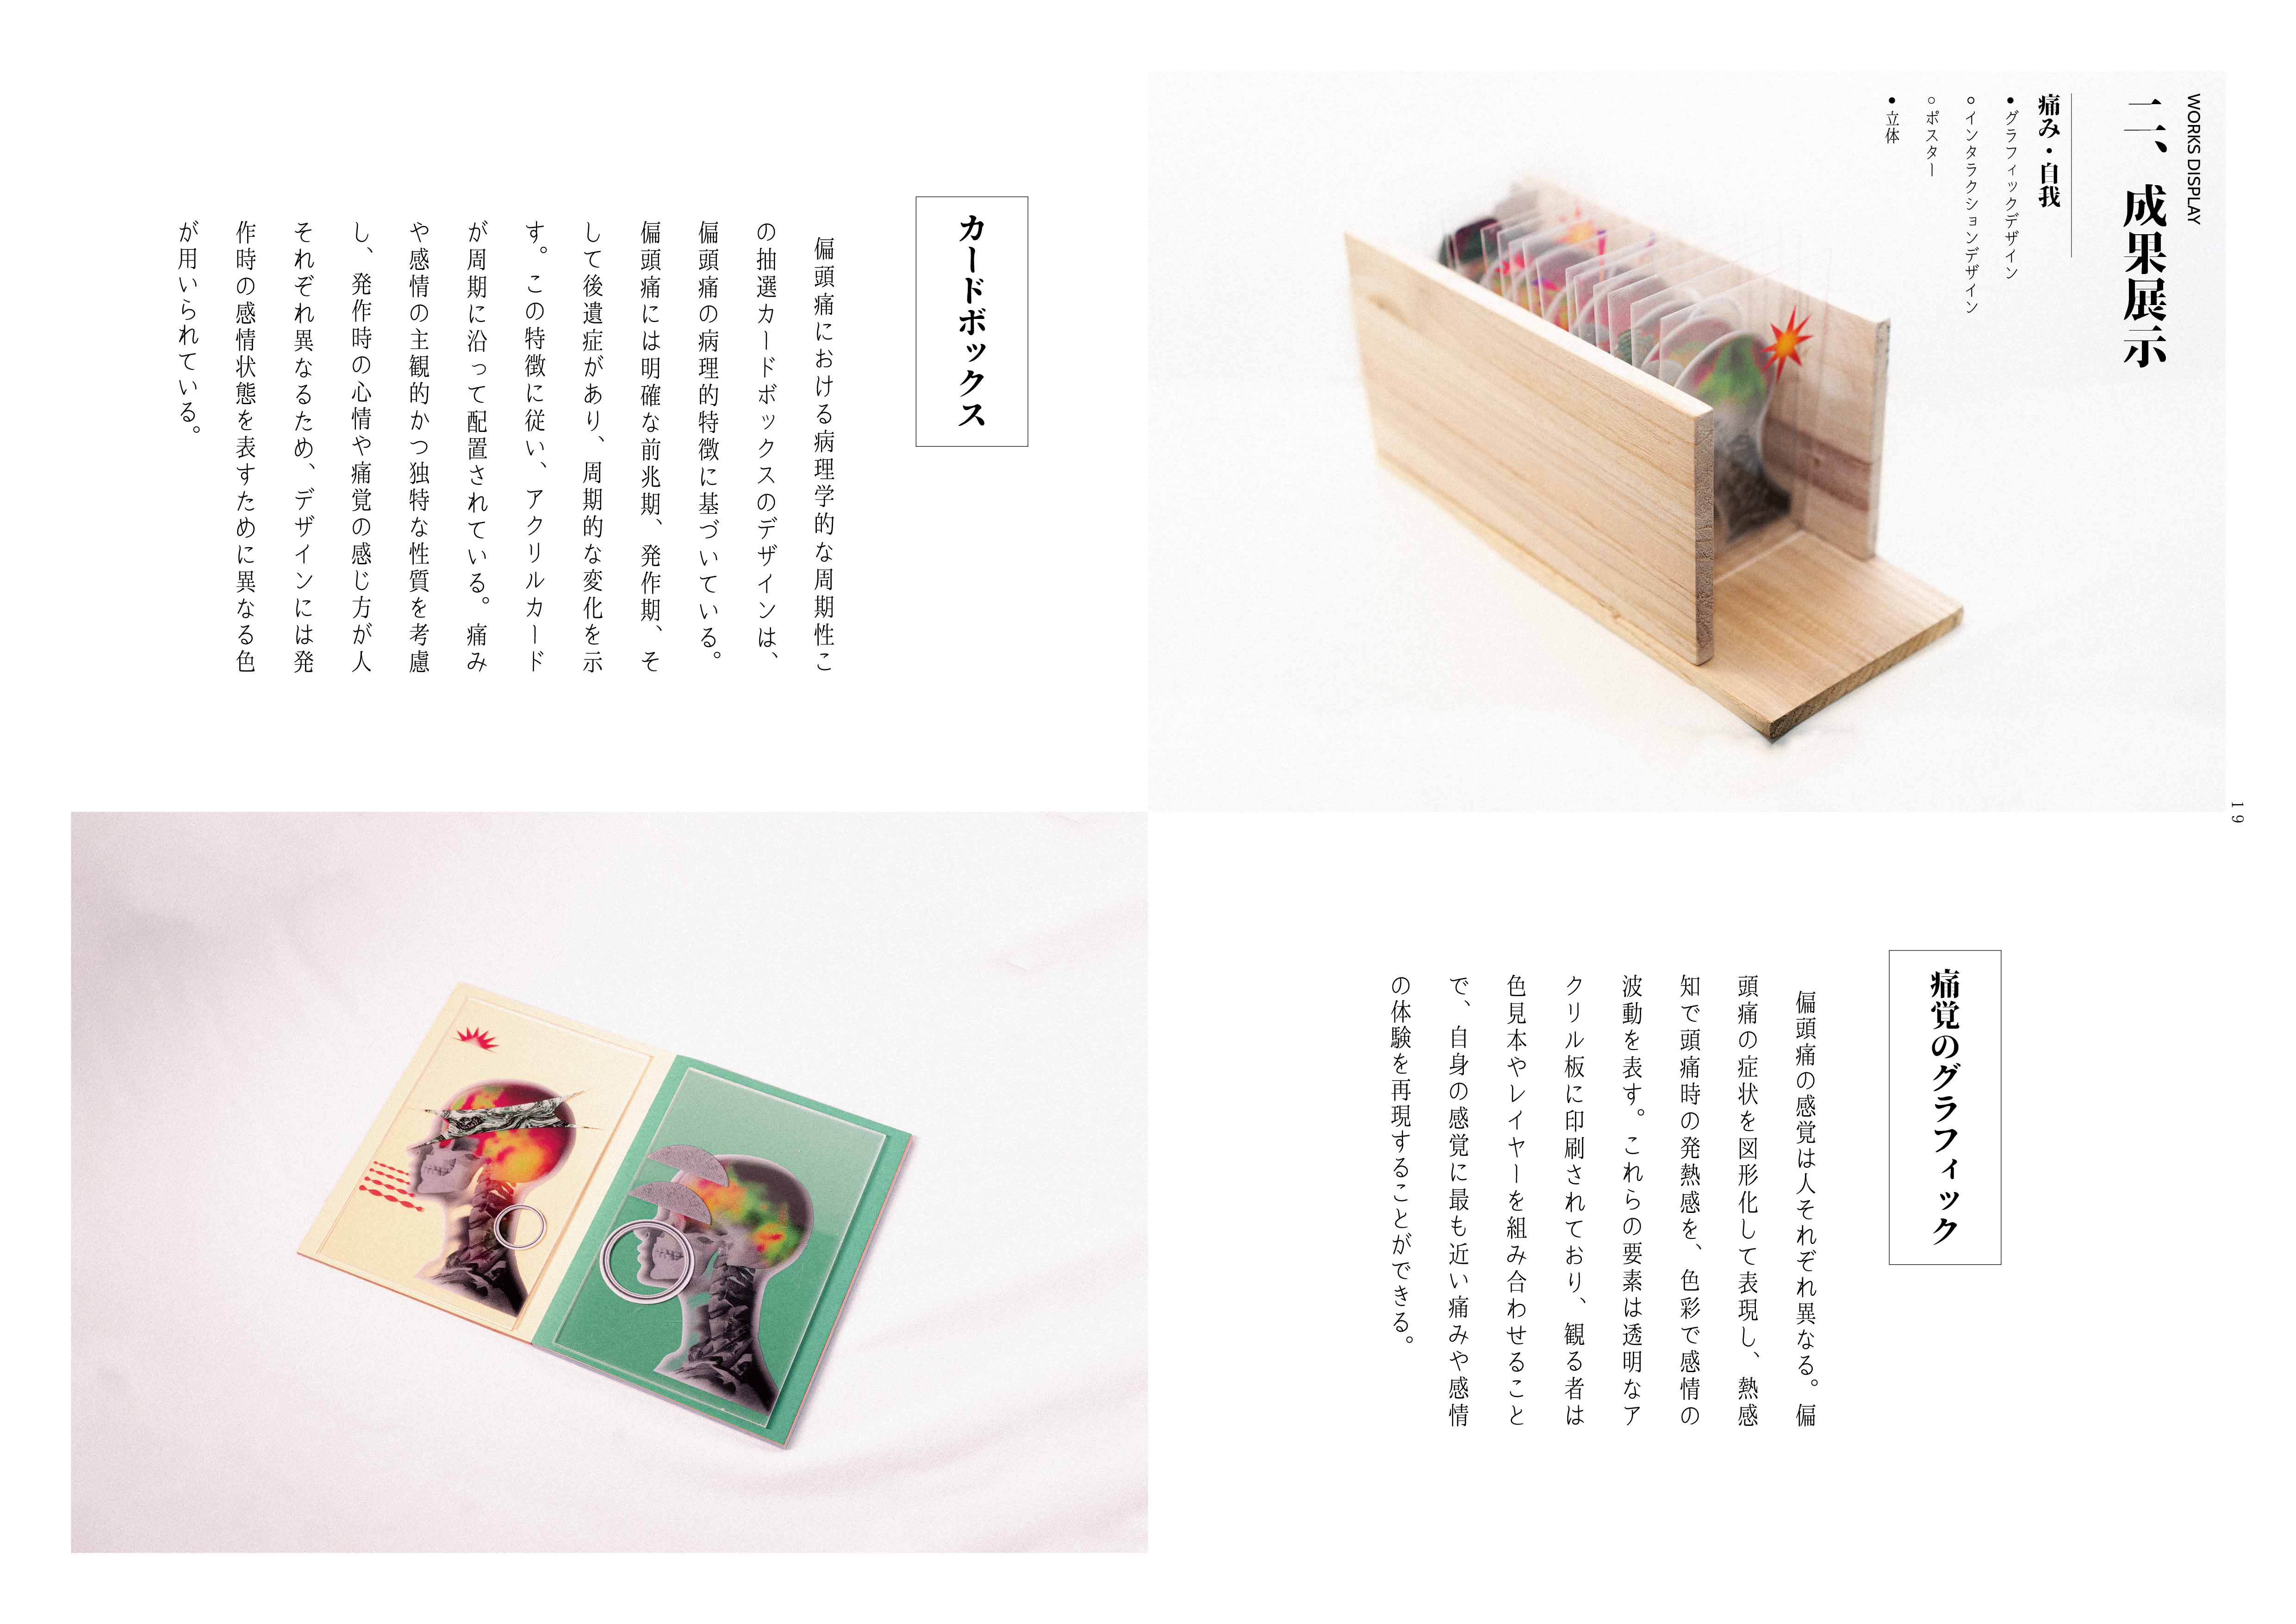 WORKS DISPLAY
二、成果展示
痛み・自我
●グラフィックデザイン
○インタラクションデザイン
○ポスター
●立体
カードボックス
偏頭痛における病理学的な周期性こ
の抽選カードボックスのデザインは、
偏頭痛の病理的特徴に基づいている。
偏頭痛には明確な前兆期、発作期、そ
して後遺症があり、周期的な変化を示
す。この特徴に従い、アクリルカード
が周期に沿って配置されている。痛み
や感情の主観的かつ独特な性質を考慮
し、発作時の心情や痛覚の感じ方が人
それぞれ異なるため、デザインには発
作時の感情状態を表すために異なる色
が用いられている。
痛覚のグラフィック
偏頭痛の感覚は人それぞれ異なる。偏
頭痛の症状を図形化して表現し、熱感
知で頭痛時の発熱感を、色彩で感情の
波動を表す。これらの要素は透明なア
クリル板に印刷されており、観る者は
色見本やレイヤーを組み合わせること
で、自身の感覚に最も近い痛みや感情
の体験を再現することができる。
19